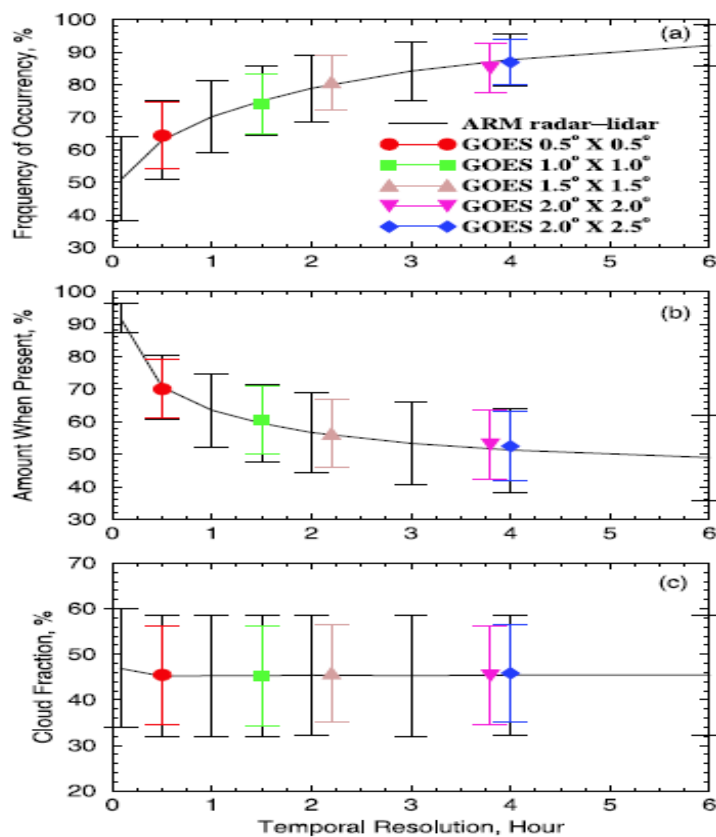 100
90
80
70
60
50
40
30
Frqquency of Occurrency, %
(a)
ARM radar–lidar
GOES 0.5° X 0.5°
GOES 1.0° X 1.0°
GOES 1.5° X 1.5°
GOES 2.0° X 2.0°
GOES 2.0° X 2.5°
0 1 2 3 4 5 6
100
90
80
70
60
50
40
30
Amount When Present, %
(b)
0 1 2 3 4 5 6
70
60
50
40
30
20
Cloud Fraction, %
(c)
0 1 2 3 4 5 6
Temporal Resolution, Hour